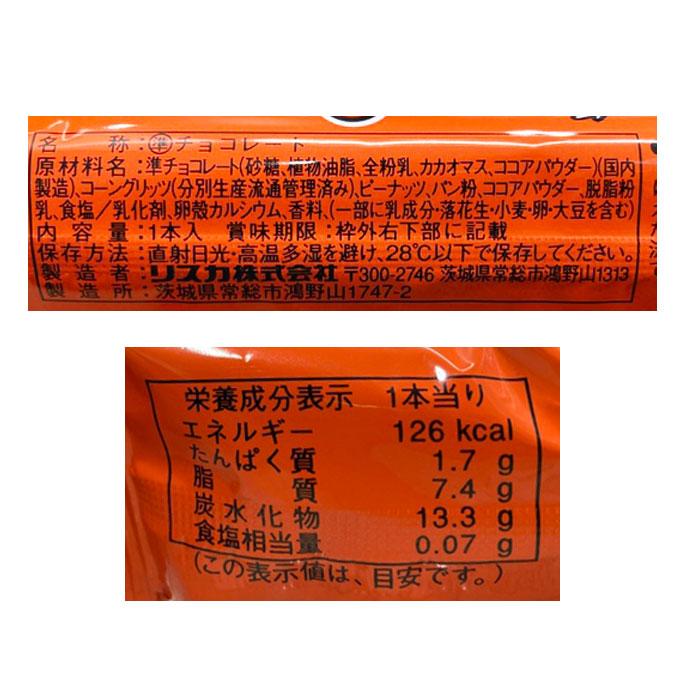 名称:㊜チョコレート
原材料名:準チョコレート(砂糖、植物油脂、全粉乳、カカオマス、ココアパウダー)(国内
製造)、コーングリッツ(分別生産流通管理済み)、ピーナッツ、パン粉、ココアパウダー、脱脂粉
乳、食塩/乳化剤、卵殻カルシウム、香料、(一部に乳成分・落花生・小麦・卵・大豆を含む)
内容量:1本入 賞味期限:枠外右下部に記載
保存方法:直射日光・高温多湿を避け、28℃以下で保存してください。
製造者:リスカ株式会社 〒300-2746 茨城県常総市鴻野山1313
製造所:茨城県常総市鴻野山1747-2
栄養成分表示 1本当り
エネルギー 126 kcal
たんぱく質 1.7 g
脂質 7.4 g
炭水化物 13.3 g
食塩相当量 0.07 g
(この表示値は、目安です。)